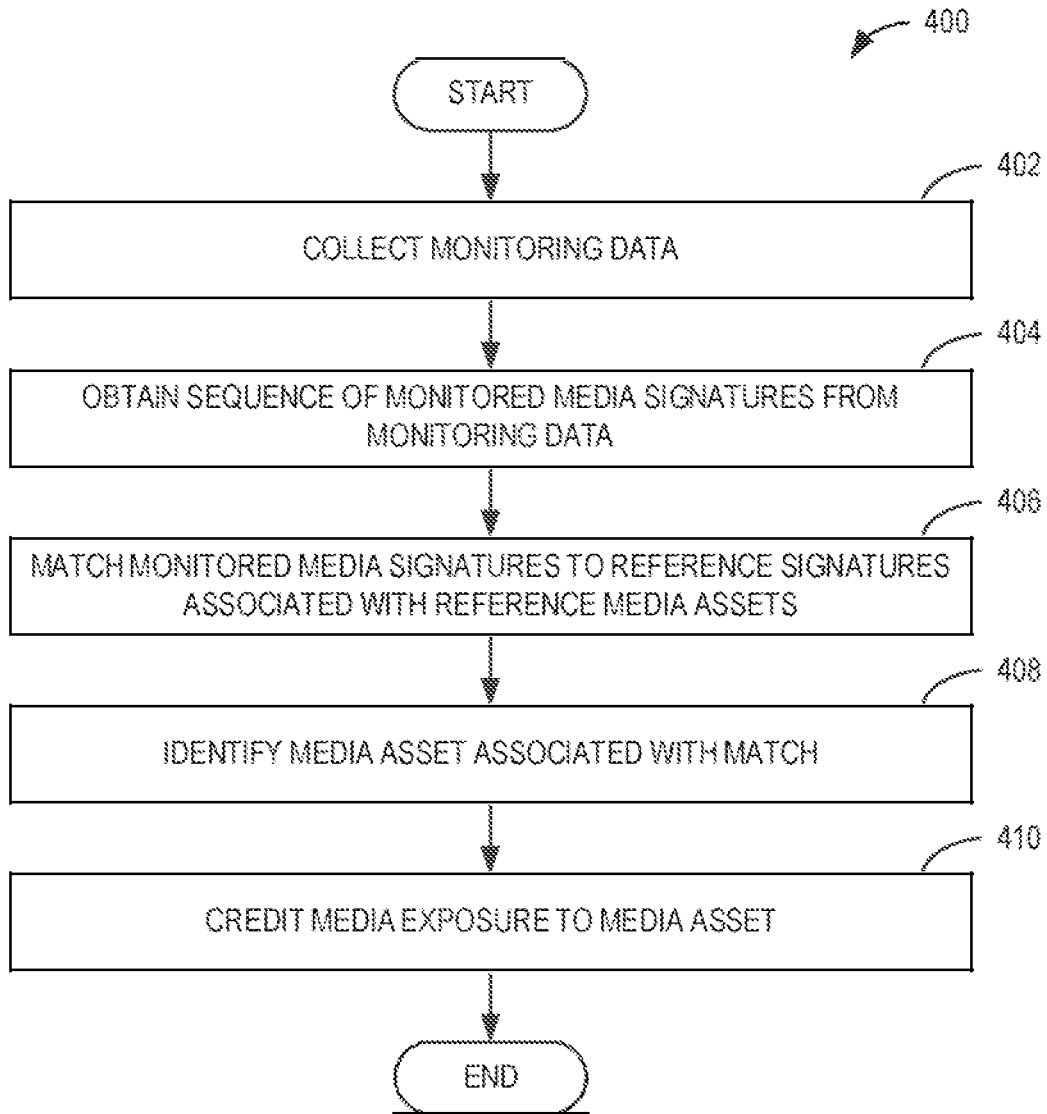 400
START
402
COLLECT MONITORING DATA
404
OBTAIN SEQUENCE OF MONITORED MEDIA SIGNATURES FROM
MONITORING DATA
406
MATCH MONITORED MEDIA SIGNATURES TO REFERENCE SIGNATURES
ASSOCIATED WITH REFERENCE MEDIA ASSETS
408
IDENTIFY MEDIA ASSET ASSOCIATED WITH MATCH
410
CREDIT MEDIA EXPOSURE TO MEDIA ASSET
END